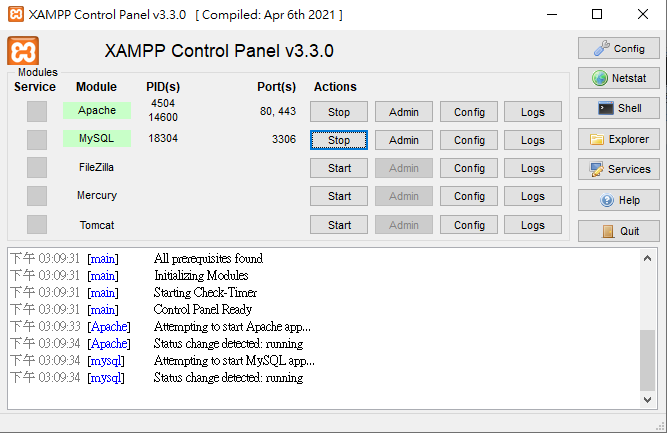 XAMPP Control Panel v3.3.0 [ Compiled: Apr 6th 2021 ]
XAMPP Control Panel v3.3.0
Config
Modules
Service Module PID(s) Port(s) Actions
Netstat
Apache 4504 14600 80, 443 Stop Admin Config Logs
Shell
MySQL 18304 3306 Stop Admin Config Logs
Explorer
FileZilla Start Admin Config Logs
Services
Mercury Start Admin Config Logs
Help
Tomcat Start Admin Config Logs
Quit
下午 03:09:31 [main] All prerequisites found
下午 03:09:31 [main] Initializing Modules
下午 03:09:31 [main] Starting Check-Timer
下午 03:09:31 [main] Control Panel Ready
下午 03:09:33 [Apache] Attempting to start Apache app...
下午 03:09:34 [Apache] Status change detected: running
下午 03:09:34 [mysql] Attempting to start MySQL app...
下午 03:09:34 [mysql] Status change detected: running